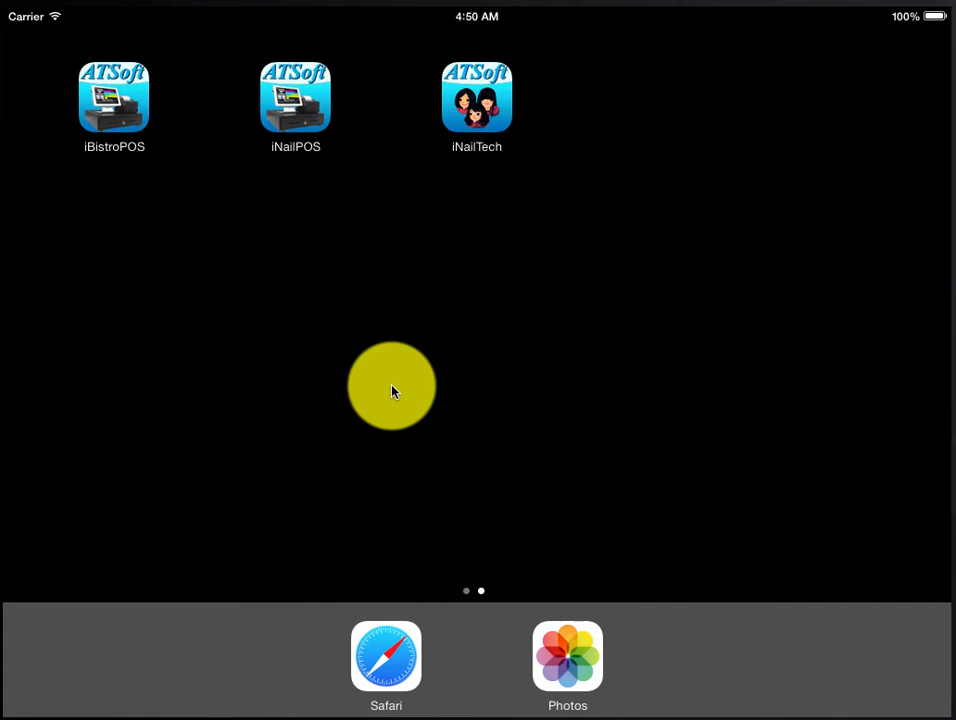 Carrier
4:50 AM
100%
ATSoft
ATSoft
ATSoft
iBistroPOS
iNailPOS
iNailTech
Safari
Photos